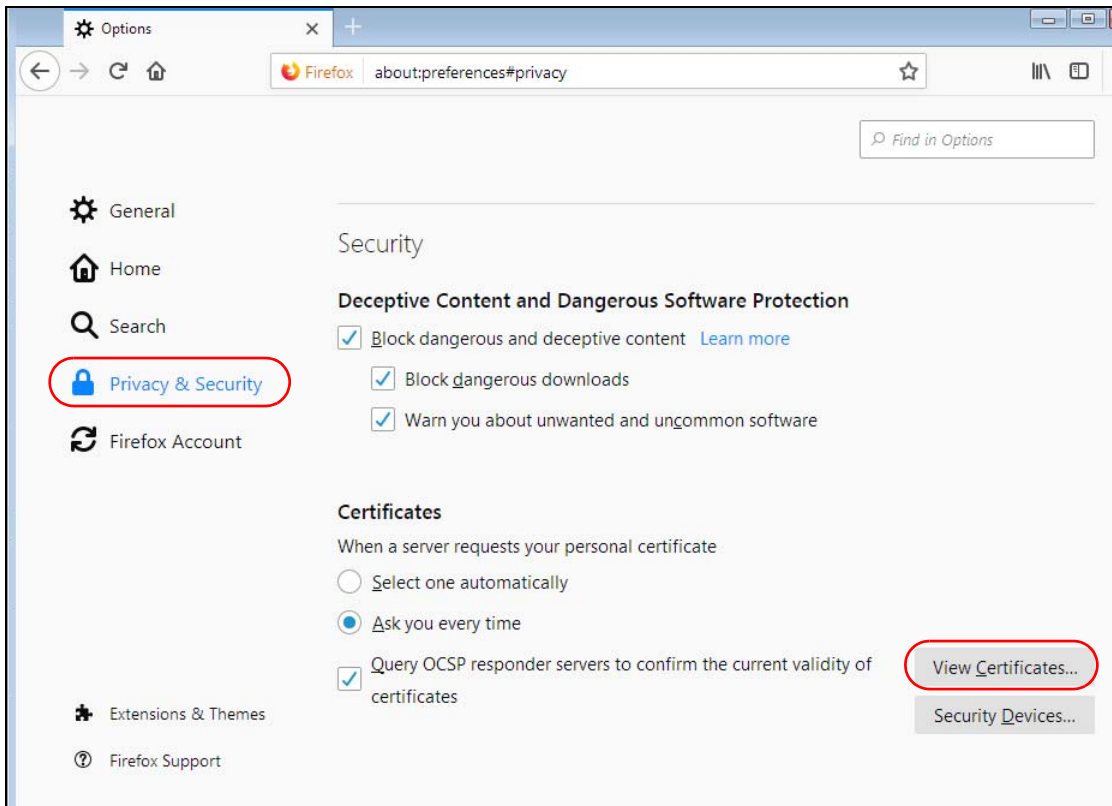 Options
Firefox about:preferences#privacy
Find in Options
General
Home
Search
Privacy & Security
Firefox Account
Extensions & Themes
Firefox Support
Security
Deceptive Content and Dangerous Software Protection
Block dangerous and deceptive content Learn more
Block dangerous downloads
Warn you about unwanted and uncommon software
Certificates
When a server requests your personal certificate
Select one automatically
Ask you every time
Query OCSP responder servers to confirm the current validity of
certificates
View Certificates...
Security Devices...